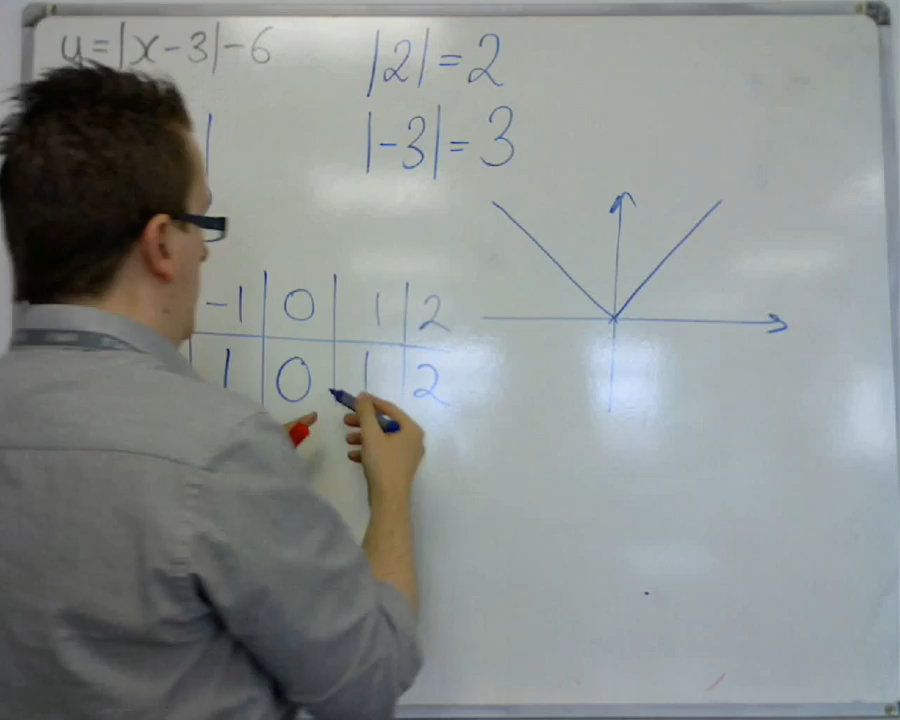 y=|x-3|-6
|2|=2
|-3|=3
-1 0 1 2
1 0 1 2